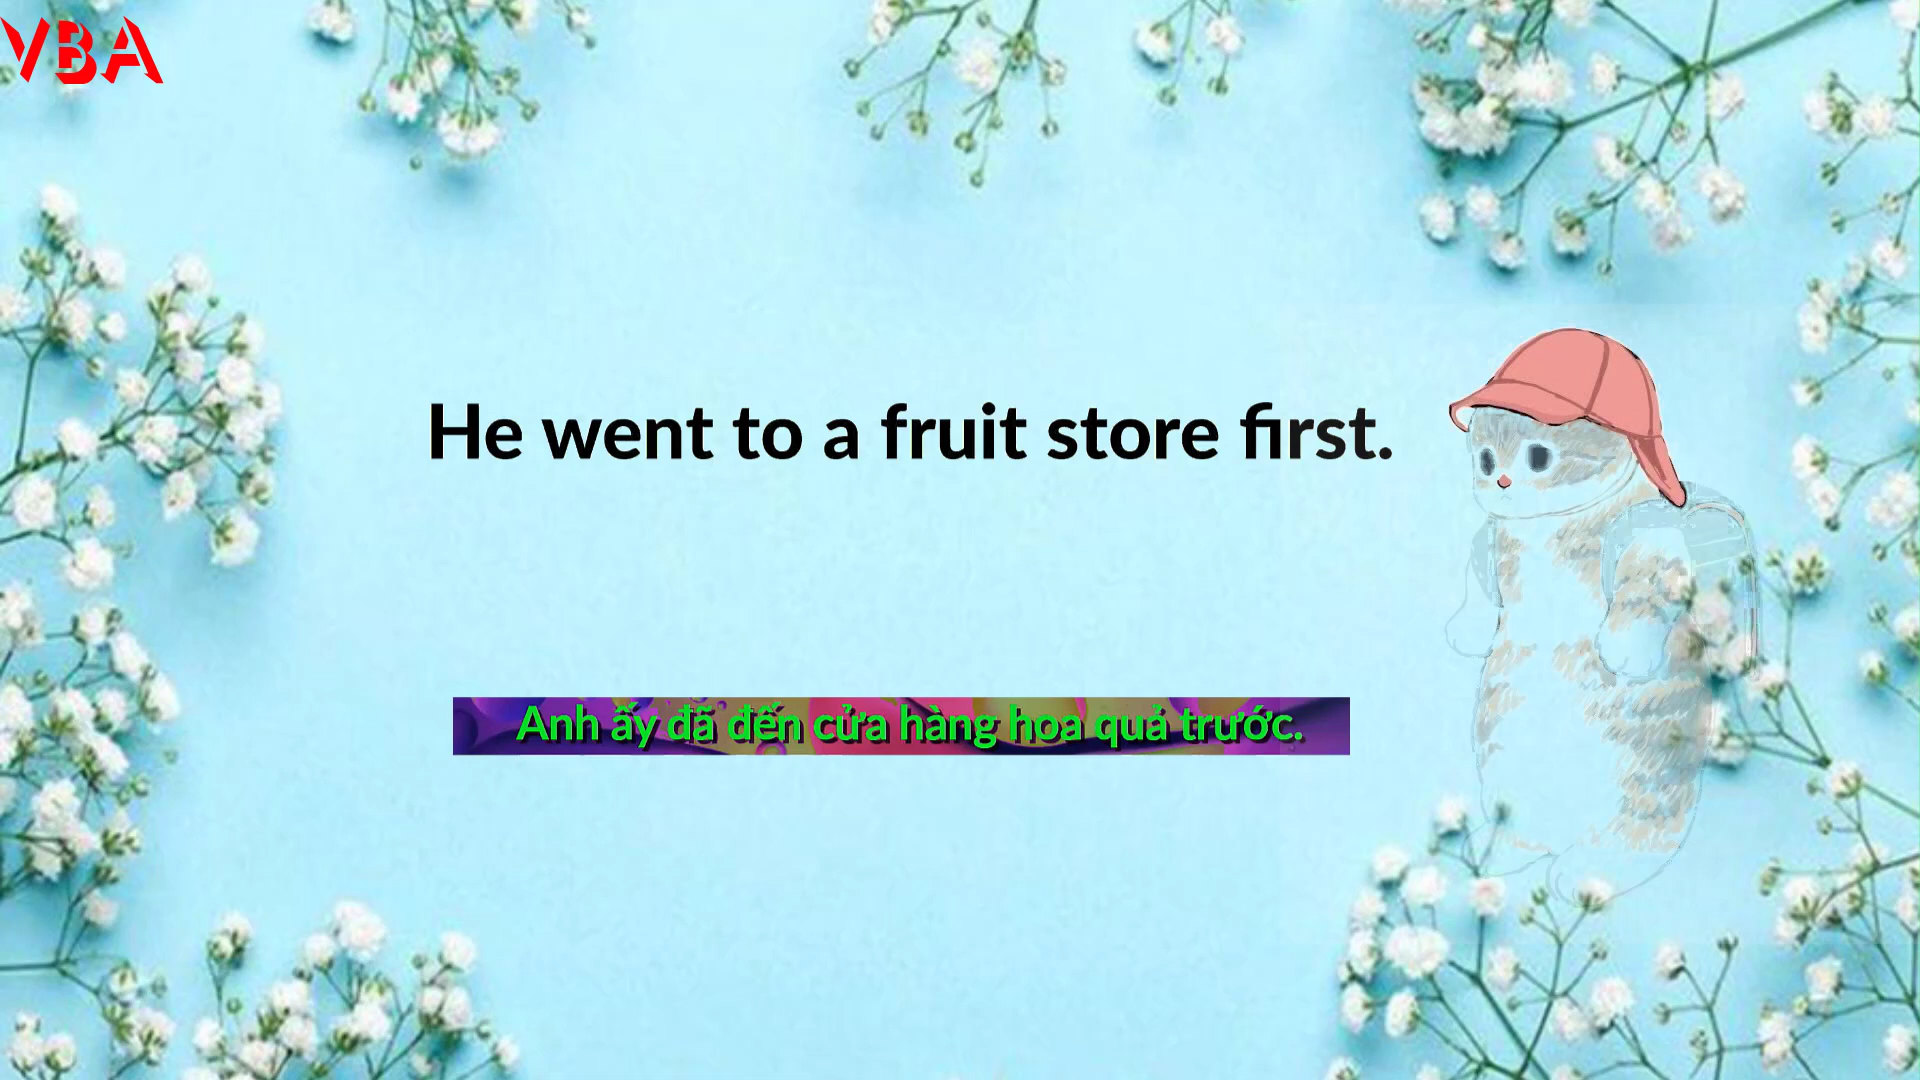 VBA
He went to a fruit store first.
Anh ấy đã đến cửa hàng hoa quả trước.